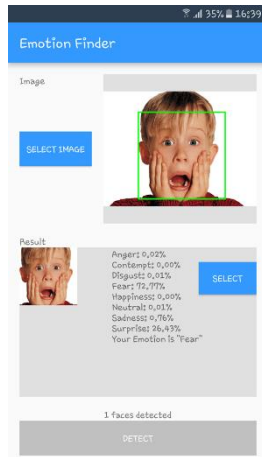 35% 16:39
Emotion Finder
Image
SELECT IMAGE
Result
Anger: 0,02%
Contempt: 0,00%
Disgust: 0,01%
Fear: 72,77%
Happiness: 0,00%
Neutral: 0,01%
Sadness: 0,76%
Surprise: 26,43%
Your Emotion is "Fear"
SELECT
1 faces detected
DETECT